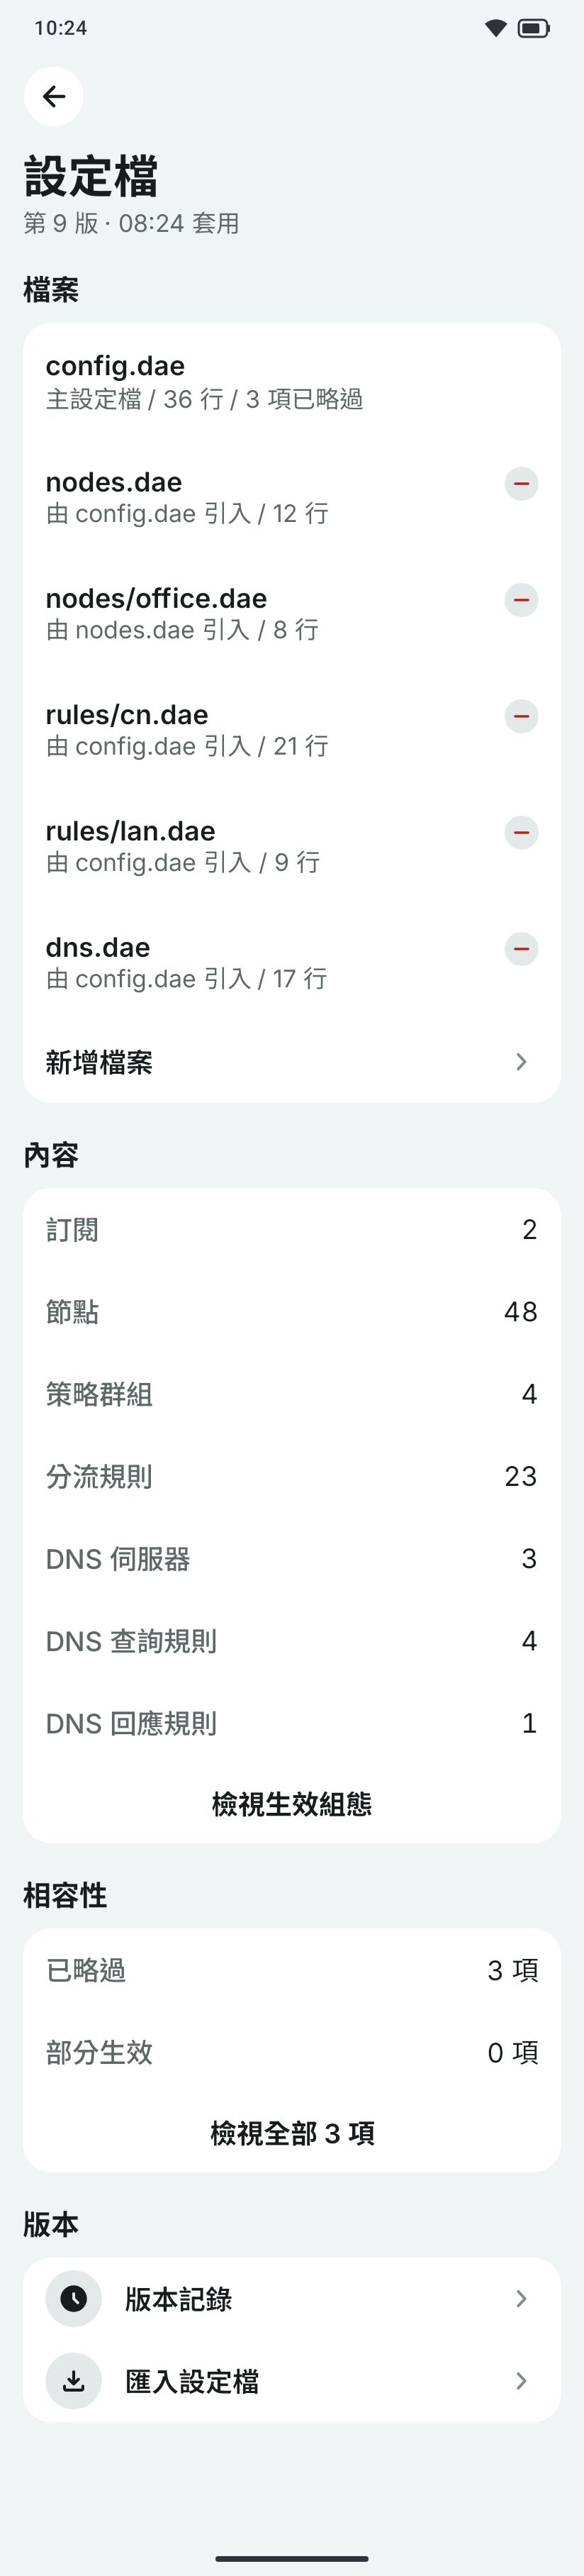 10:24
設定檔
第 9 版 · 08:24 套用
檔案
config.dae
主設定檔 / 36 行 / 3 項已略過
nodes.dae
由 config.dae 引入 / 12 行
nodes/office.dae
由 nodes.dae 引入 / 8 行
rules/cn.dae
由 config.dae 引入 / 21 行
rules/lan.dae
由 config.dae 引入 / 9 行
dns.dae
由 config.dae 引入 / 17 行
新增檔案
內容
訂閱 2
節點 48
策略群組 4
分流規則 23
DNS 伺服器 3
DNS 查詢規則 4
DNS 回應規則 1
檢視生效組態
相容性
已略過 3 項
部分生效 0 項
檢視全部 3 項
版本
版本記錄
匯入設定檔